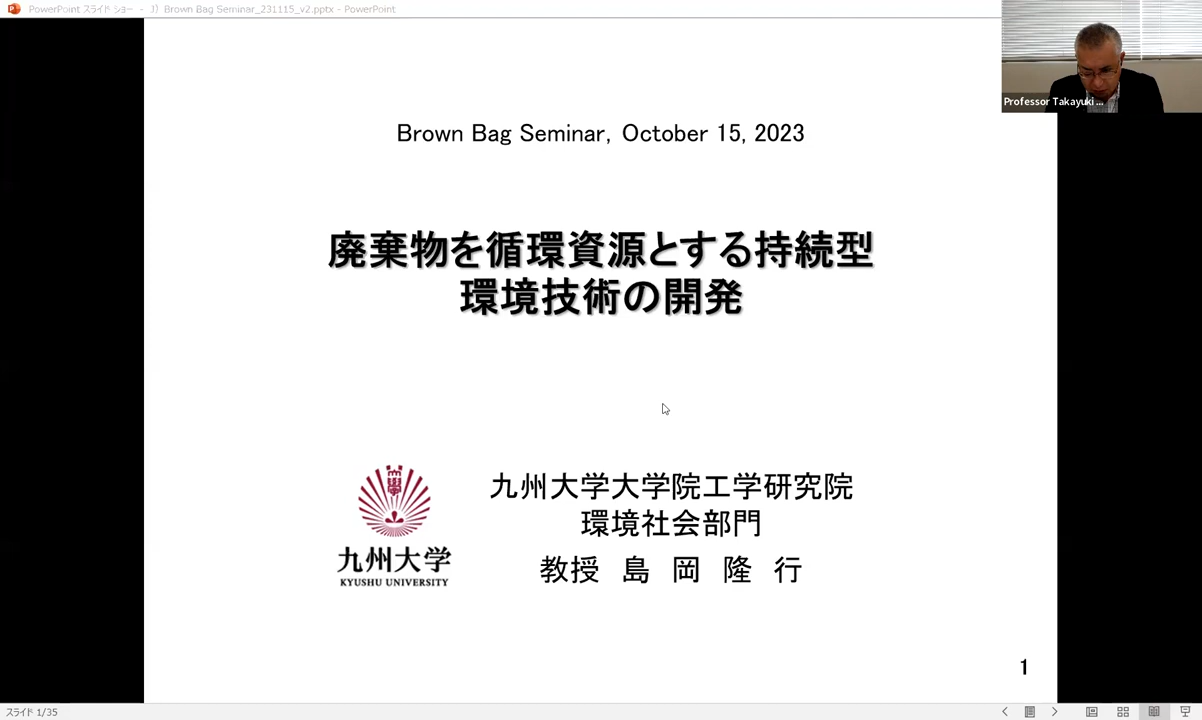 PowerPoint スライド ショー - J) Brown Bag Seminar_231115_v2.pptx - PowerPoint
Professor Takayuki ...
Brown Bag Seminar, October 15, 2023
廃棄物を循環資源とする持続型
環境技術の開発
九州大学大学院工学研究院
環境社会部門
教授 島 岡 隆 行
九州大学
KYUSHU UNIVERSITY
1
スライド 1/35